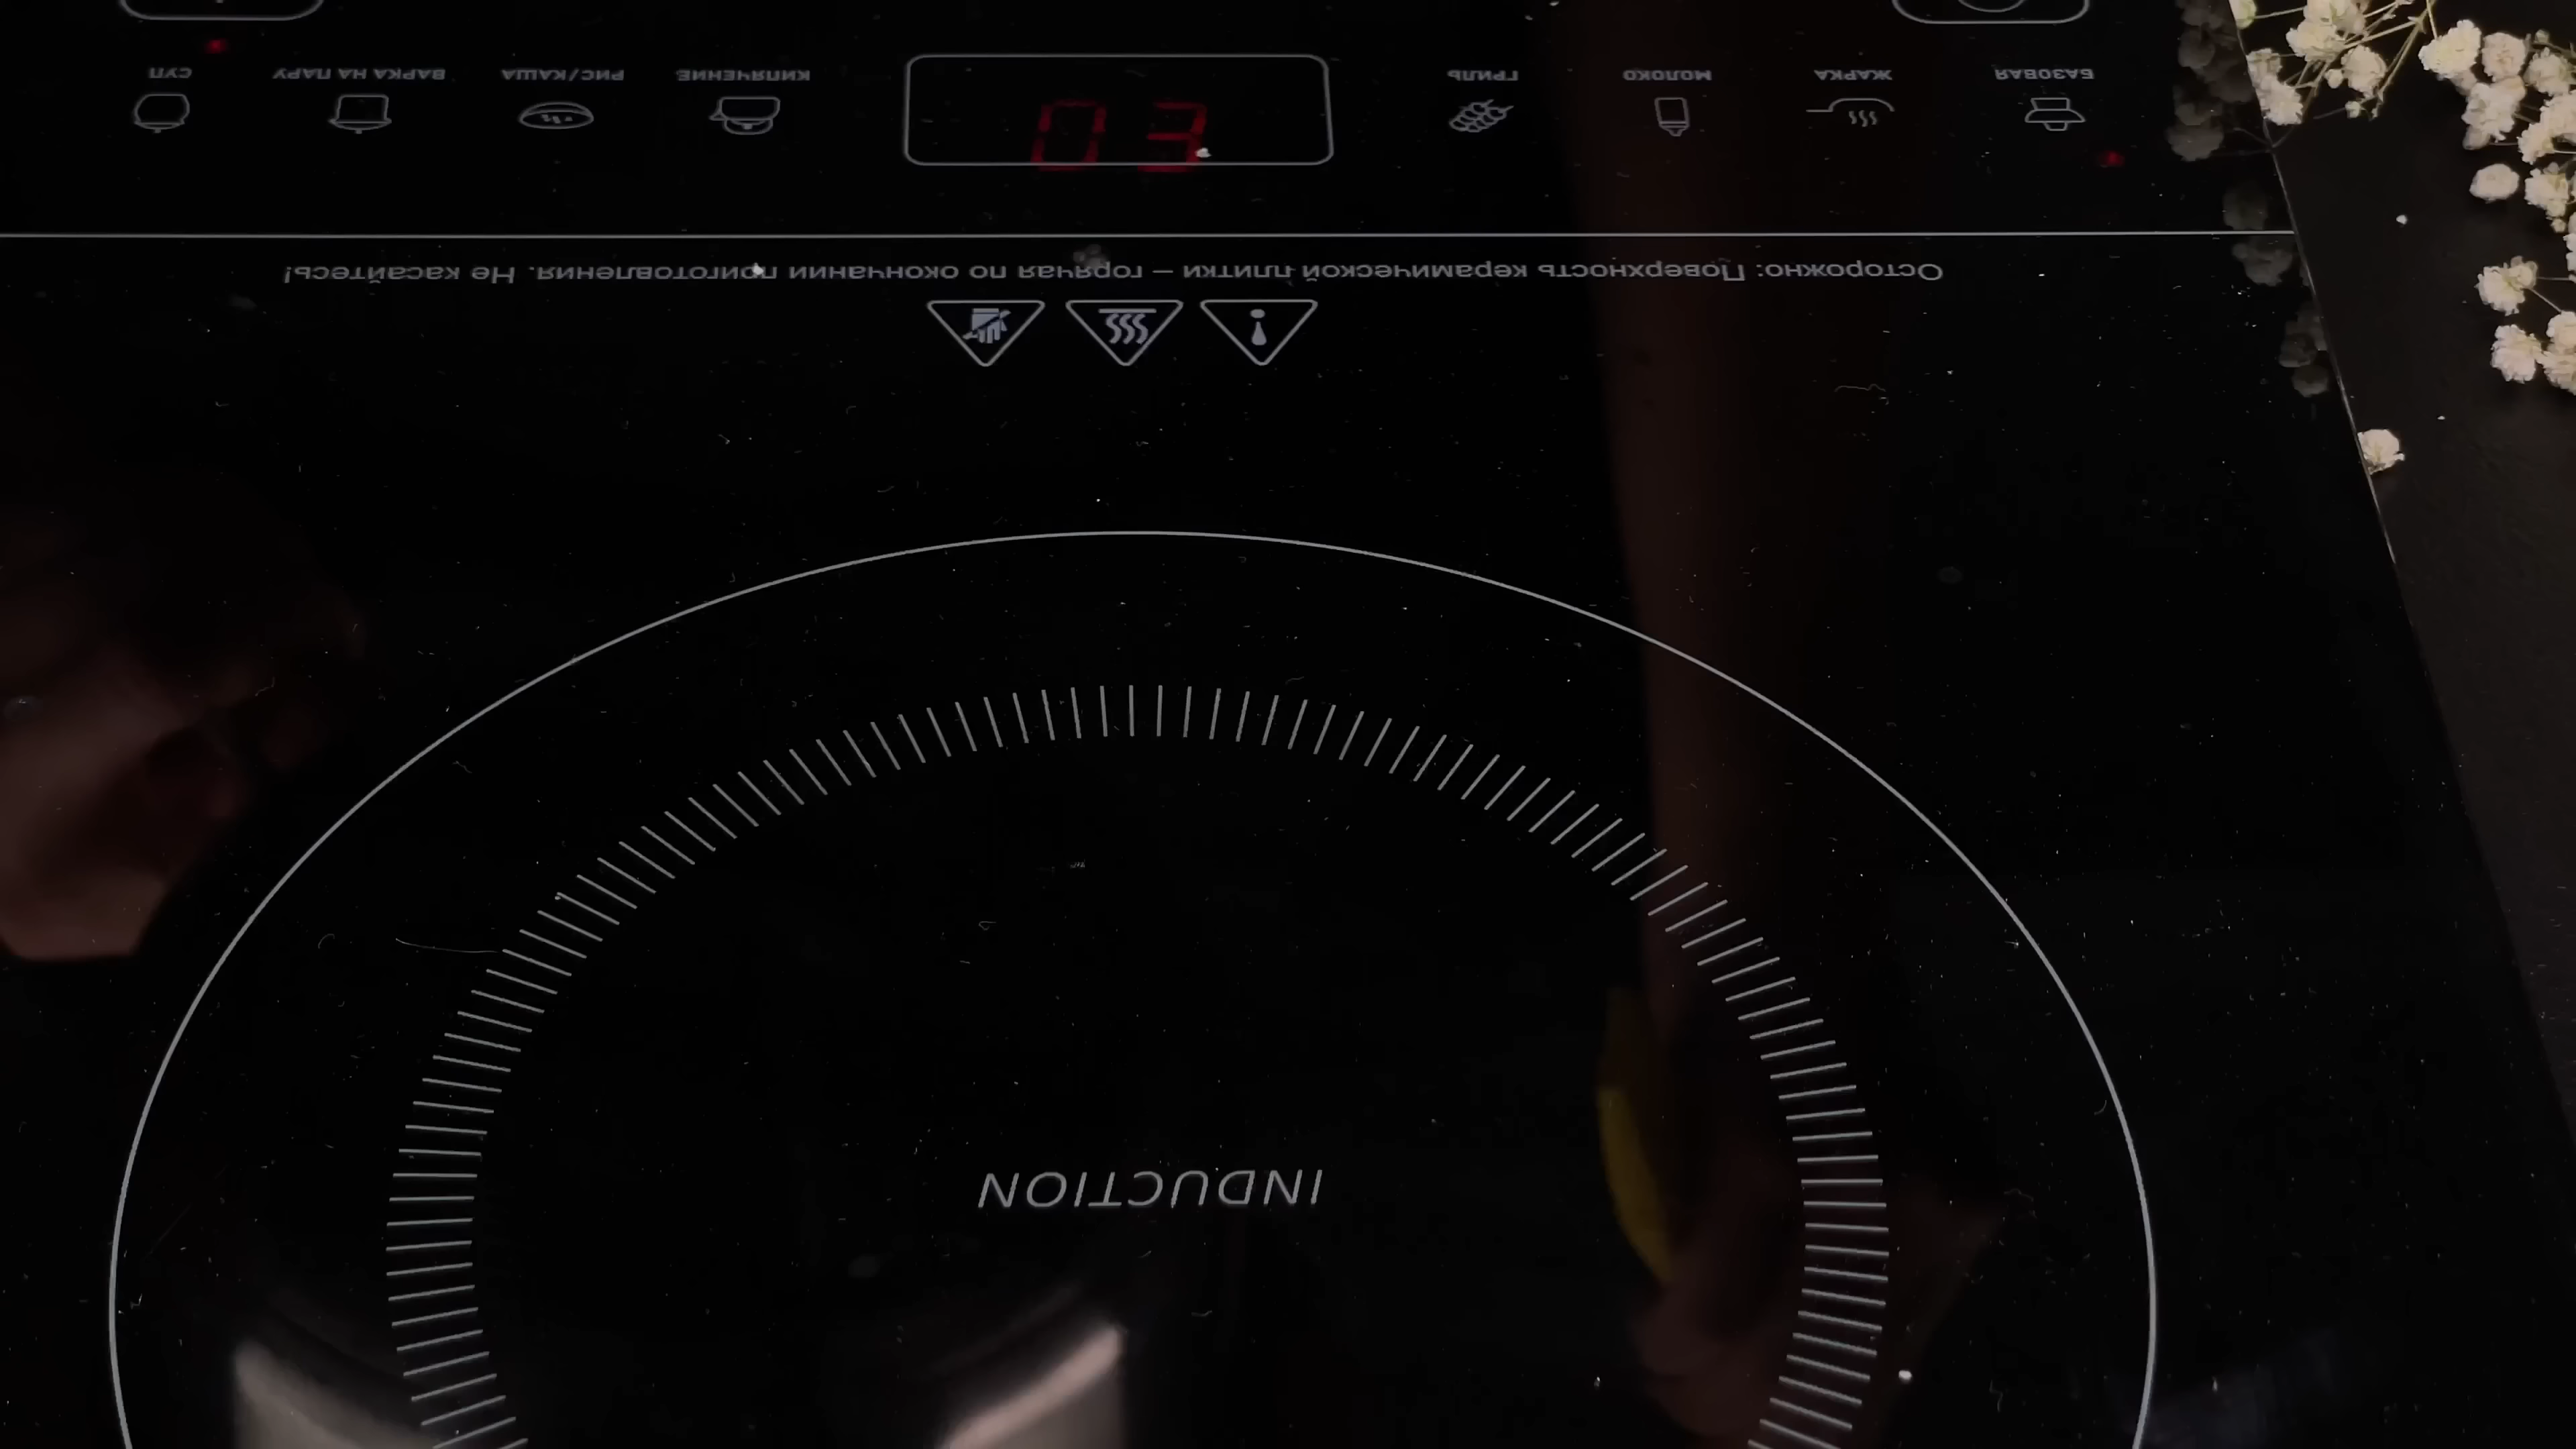 INDUCTION
Осторожно: Поверхность керамической плитки – горячая по окончании приготовления. Не касайтесь!
БАЗОВАЯ ЖАРКА МОЛОКО ГРИЛЬ E0 КИПЯЧЕНИЕ РИС/КАША ВАРКА НА ПАРУ СУП